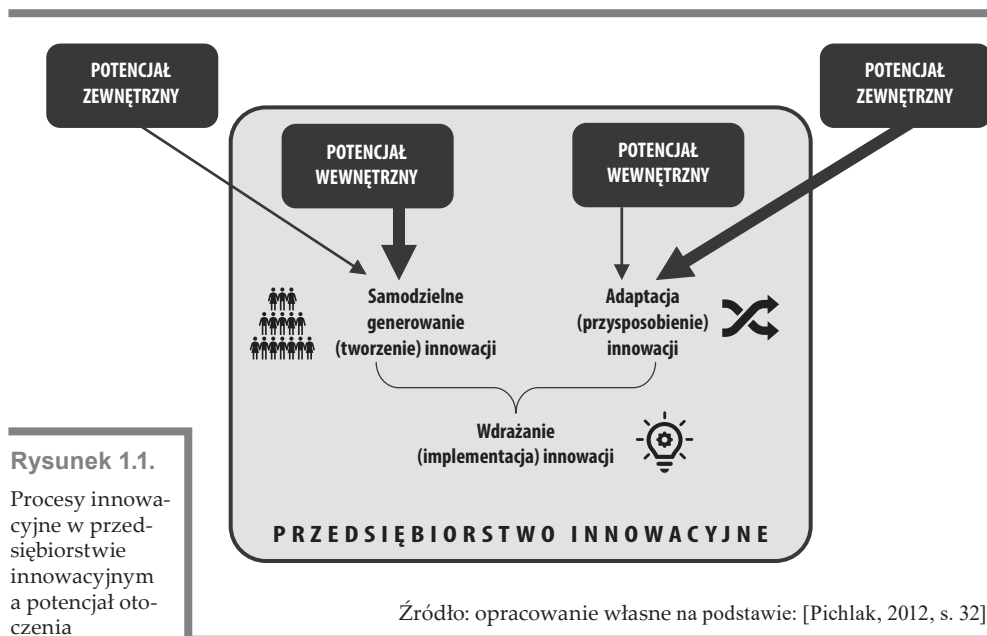 POTENCJAŁ
ZEWNĘTRZNY
POTENCJAŁ
ZEWNĘTRZNY
POTENCJAŁ
WEWNĘTRZNY
POTENCJAŁ
WEWNĘTRZNY
Samodzielne
generowanie
(tworzenie) innowacji
Adaptacja
(przysposobienie)
innowacji
Wdrażanie
(implementacja) innowacji
PRZEDSIĘBIORSTWO INNOWACYJNE
Rysunek 1.1.
Procesy innowa-
cyjne w przed-
siębiorstwie
innowacyjnym
a potencjał oto-
czenia
Źródło: opracowanie własne na podstawie: [Pichlak, 2012, s. 32]